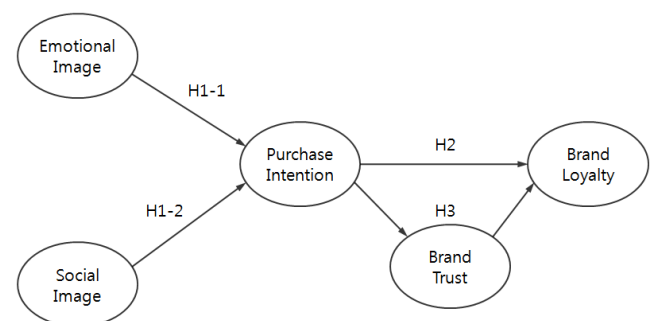 Emotional
Image
H1-1
Purchase
Intention
H2
Brand
Loyalty
H1-2
H3
Brand
Trust
Social
Image